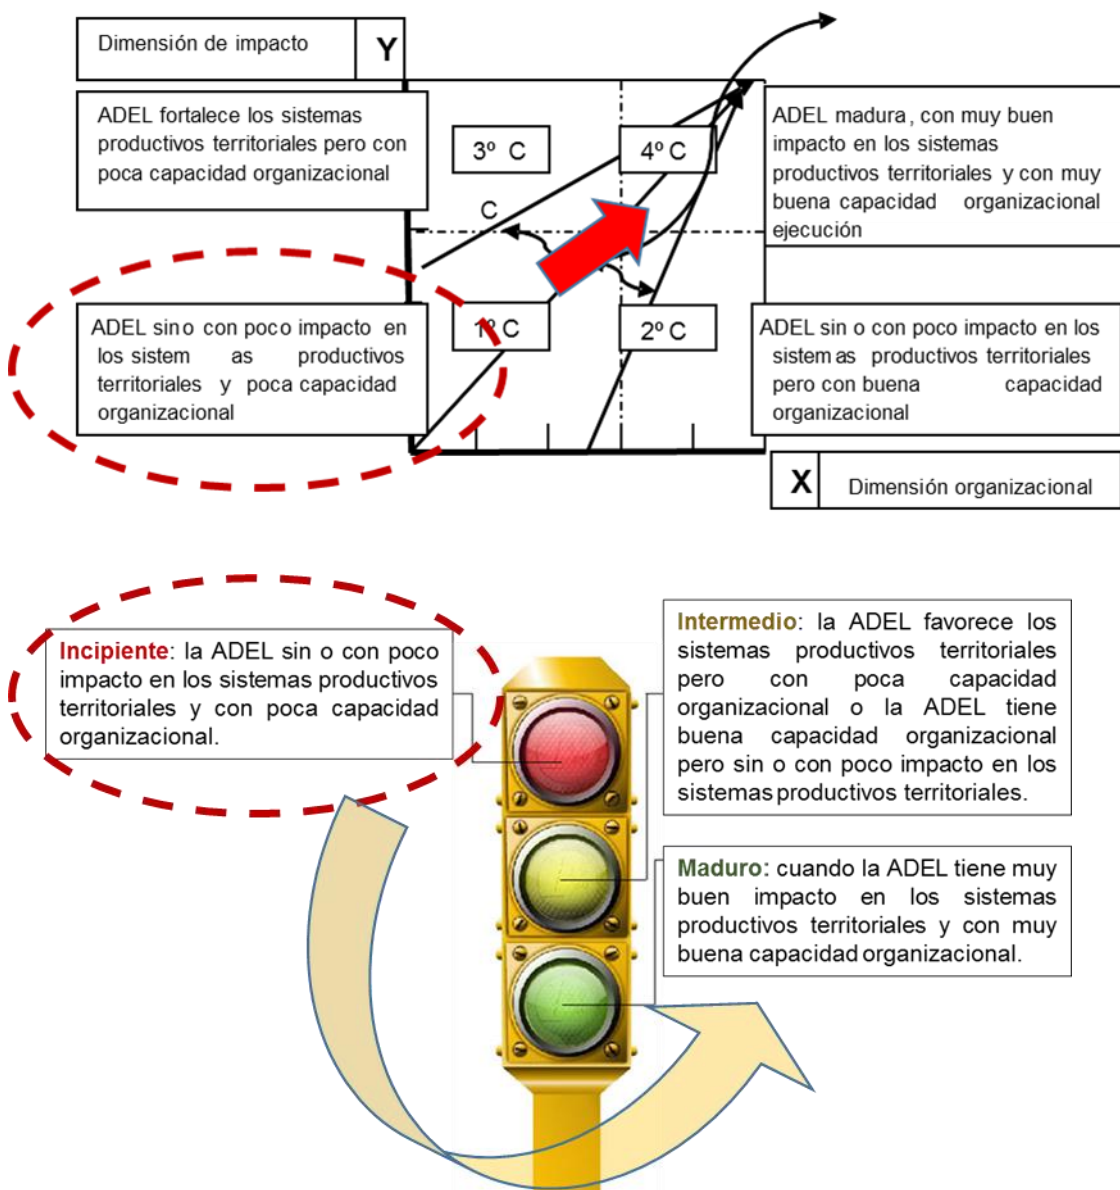 Dimensión de impacto
Y
ADEL fortalece los sistemas
productivos territoriales pero con
poca capacidad organizacional
3º C
4º C
ADEL madura, con muy buen
impacto en los sistemas
productivos territoriales y con muy
buena capacidad organizacional
ejecución
C
ADEL sin o con poco impacto en
los sistem as productivos
territoriales y poca capacidad
organizacional
1º C
2º C
ADEL sin o con poco impacto en los
sistemas productivos territoriales
pero con buena capacidad
organizacional
X
Dimensión organizacional
Incipiente: la ADEL sin o con poco
impacto en los sistemas productivos
territoriales y con poca capacidad
organizacional.
Intermedio: la ADEL favorece los
sistemas productivos territoriales
pero con poca capacidad
organizacional o la ADEL tiene
buena capacidad organizacional
pero sin o con poco impacto en los
sistemas productivos territoriales.
Maduro: cuando la ADEL tiene muy
buen impacto en los sistemas
productivos territoriales y con muy
buena capacidad organizacional.